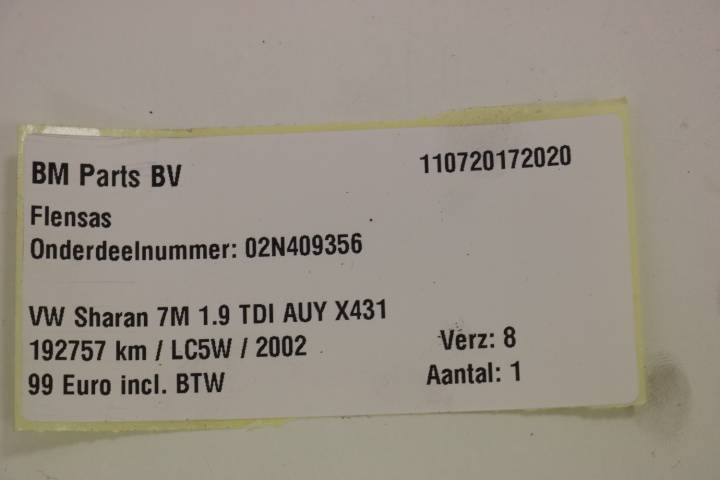 BM Parts BV
110720172020
Flensas
Onderdeelnummer: 02N409356
VW Sharan 7M 1.9 TDI AUY X431
192757 km / LC5W / 2002
Verz: 8
99 Euro incl. BTW
Aantal: 1